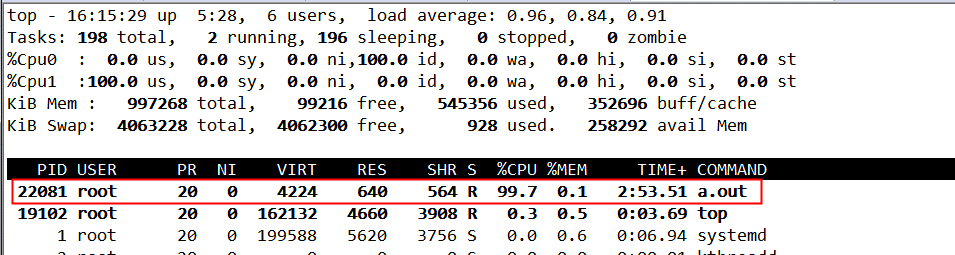 top - 16:15:29 up  5:28,  6 users,  load average: 0.96, 0.84, 0.91
Tasks: 198 total,   2 running, 196 sleeping,   0 stopped,   0 zombie
%Cpu0  :  0.0 us,  0.0 sy,  0.0 ni,100.0 id,  0.0 wa,  0.0 hi,  0.0 si,  0.0 st
%Cpu1  :100.0 us,  0.0 sy,  0.0 ni,  0.0 id,  0.0 wa,  0.0 hi,  0.0 si,  0.0 st
KiB Mem :   997268 total,    99216 free,   545356 used,   352696 buff/cache
KiB Swap:  4063228 total,  4062300 free,      928 used.   258292 avail Mem
PID USER      PR  NI    VIRT    RES    SHR S  %CPU %MEM     TIME+ COMMAND
22081 root      20   0    4224    640    564 R  99.7  0.1   2:53.51 a.out
19102 root      20   0  162132   4660   3908 R   0.3  0.5   0:03.69 top
1 root      20   0  199588   5620   3756 S   0.0  0.6   0:06.94 systemd